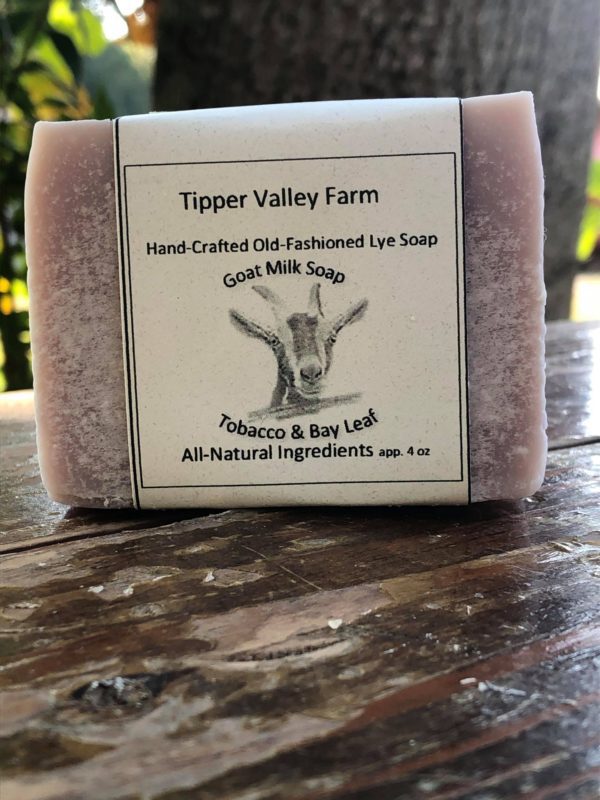 Tipper Valley Farm
Hand-Crafted Old-Fashioned Lye Soap
Goat Milk Soap
Tobacco & Bay Leaf
All-Natural Ingredients app. 4 oz